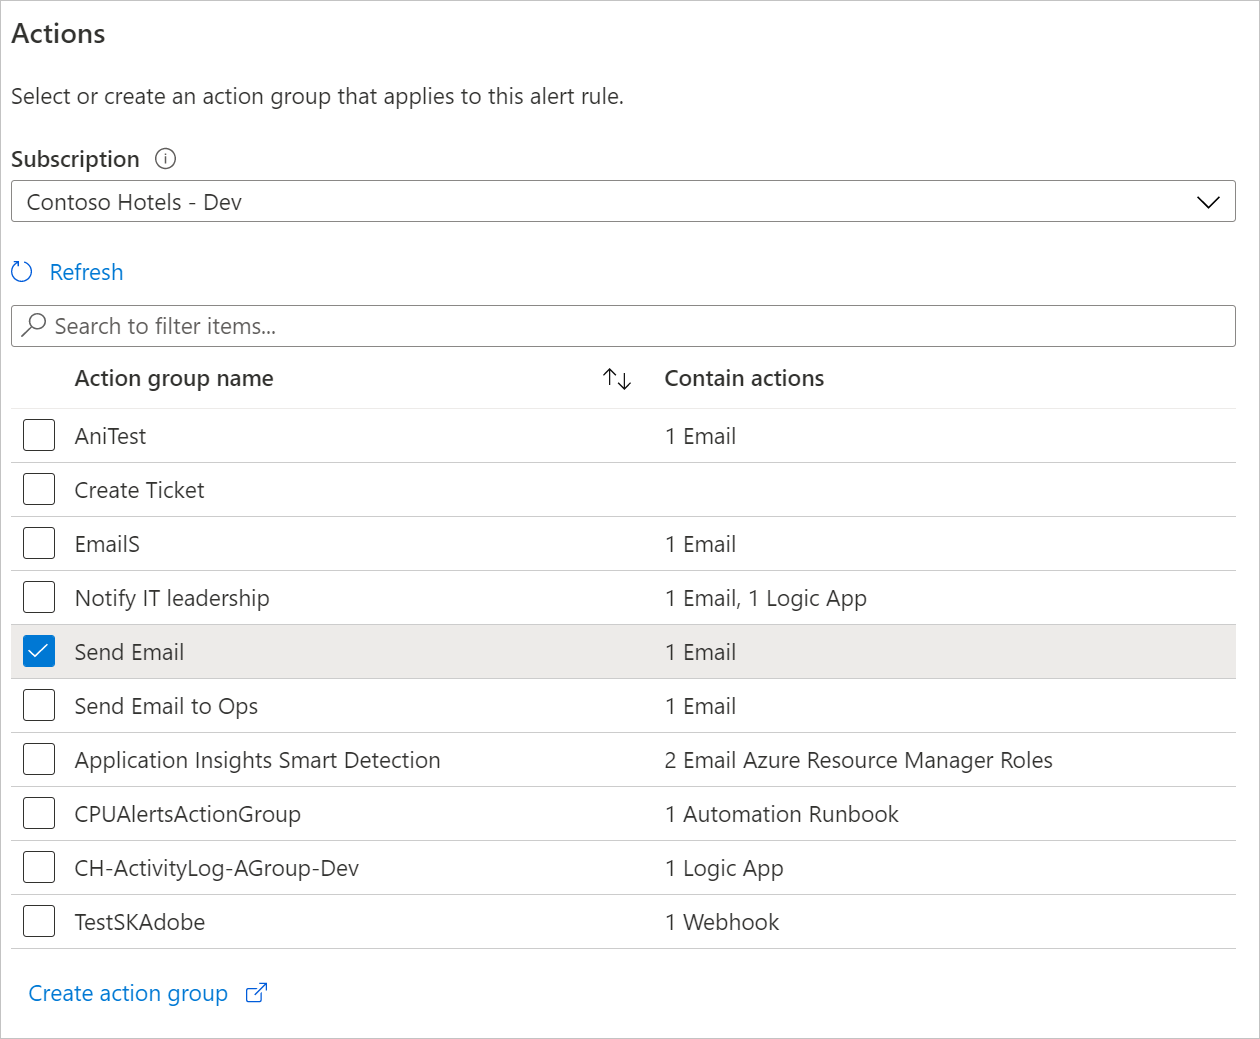 Actions
Select or create an action group that applies to this alert rule.
Subscription
Contoso Hotels - Dev
Refresh
Search to filter items...
Action group name Contain actions
AniTest 1 Email
Create Ticket
EmailS 1 Email
Notify IT leadership 1 Email, 1 Logic App
Send Email 1 Email
Send Email to Ops 1 Email
Application Insights Smart Detection 2 Email Azure Resource Manager Roles
CPUAlertsActionGroup 1 Automation Runbook
CH-ActivityLog-AGroup-Dev 1 Logic App
TestSKAdobe 1 Webhook
Create action group